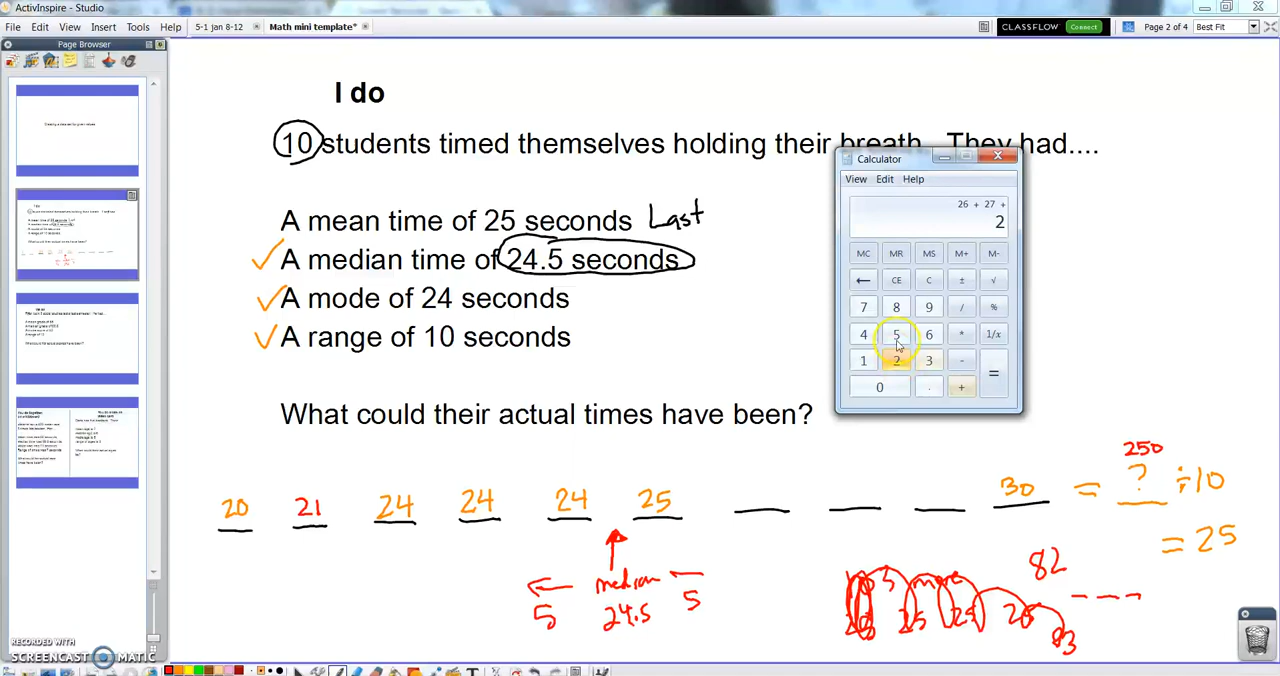 ActivInspire - Studio
File Edit View Insert Tools Help 5-1 jan 8-12 Math mini template* CLASSFLOW Connect Page 2 of 4 Best Fit
Page Browser
I do
10 students timed themselves holding their breath. They had....
A mean time of 25 seconds Last
A median time of 24.5 seconds
A mode of 24 seconds
A range of 10 seconds
What could their actual times have been?
Calculator
View Edit Help
26 + 27 +
2
MC MR MS M+ M-
← CE C ± √
7 8 9 / %
4 5 6 * 1/x
1 2 3 - =
0 . +
250
20 21 24 24 24 25 30 = ? ÷10
= 25
median
5 24.5 5
82
RECORDED WITH
SCREENCAST MATIC